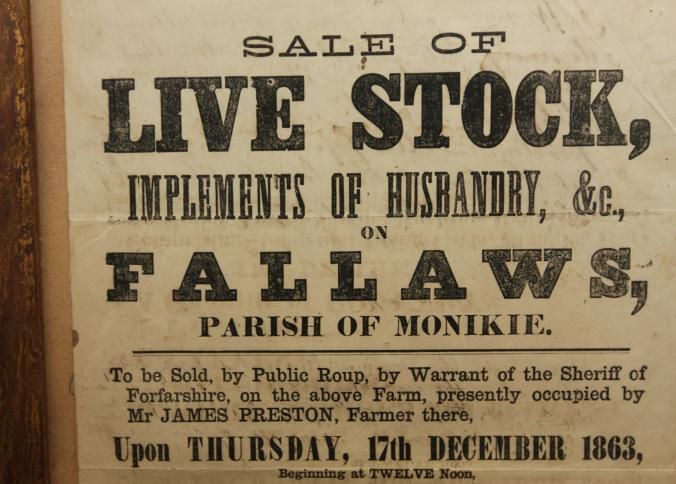 SALE OF
LIVE STOCK,
IMPLEMENTS OF HUSBANDRY, &c.,
ON
FALLAWS,
PARISH OF MONIKIE.
To be Sold, by Public Roup, by Warrant of the Sheriff of
Forfarshire, on the above Farm, presently occupied by
Mr JAMES PRESTON, Farmer there,
Upon THURSDAY, 17th DECEMBER 1863,
Beginning at TWELVE Noon,